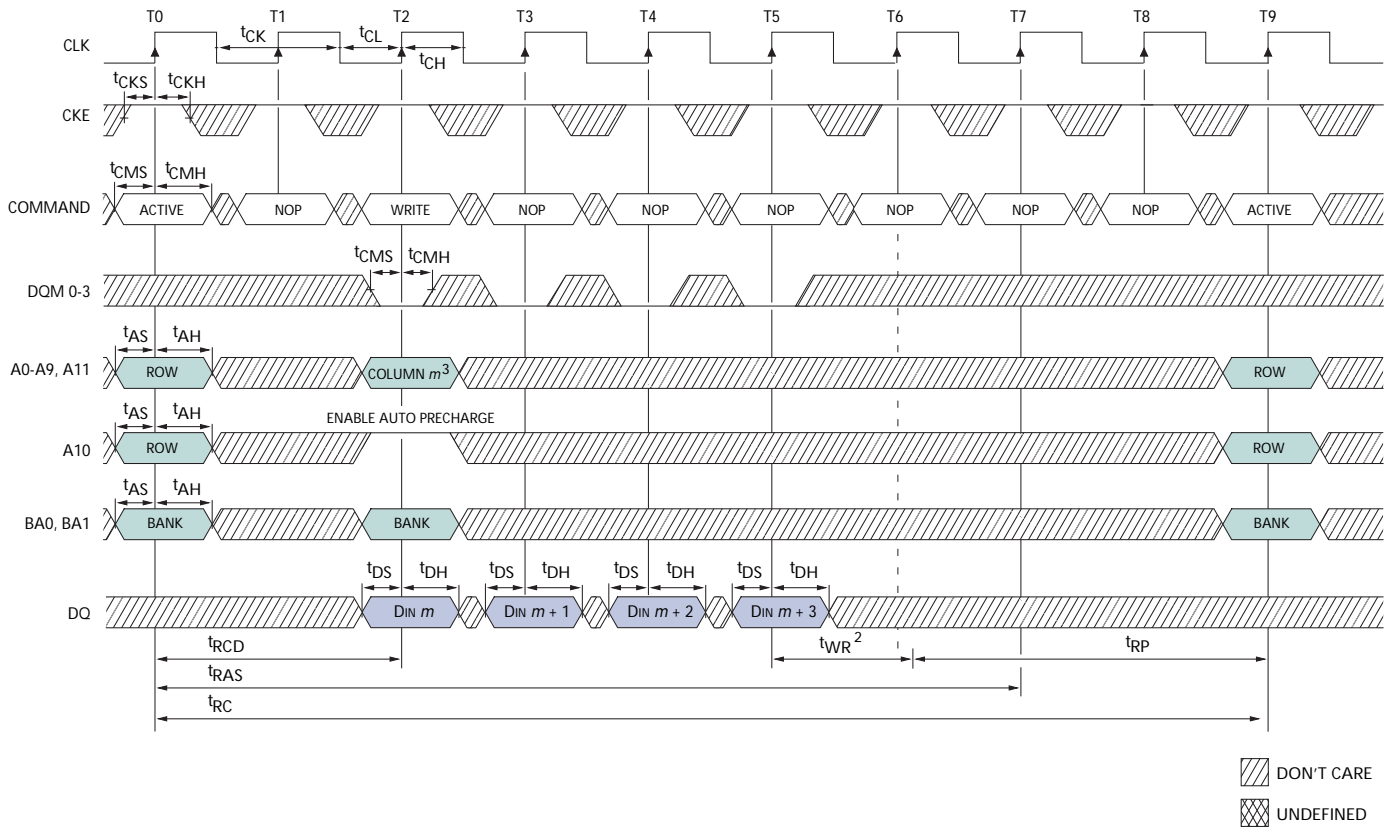 T0 T1 T2 T3 T4 T5 T6 T7 T8 T9
CLK
tCK tCL
tCH
tCKS tCKH
CKE
tCMS tCMH
COMMAND ACTIVE NOP WRITE NOP NOP NOP NOP NOP NOP ACTIVE
tCMS tCMH
DQM 0-3
tAS tAH
A0-A9, A11 ROW COLUMN m3 ROW
tAS tAH ENABLE AUTO PRECHARGE
A10 ROW ROW
tAS tAH
BA0, BA1 BANK BANK BANK
tDS tDH tDS tDH tDS tDH tDS tDH
DQ DIN m DIN m + 1 DIN m + 2 DIN m + 3
tRCD tWR 2 tRP
tRAS
tRC
DON'T CARE
UNDEFINED